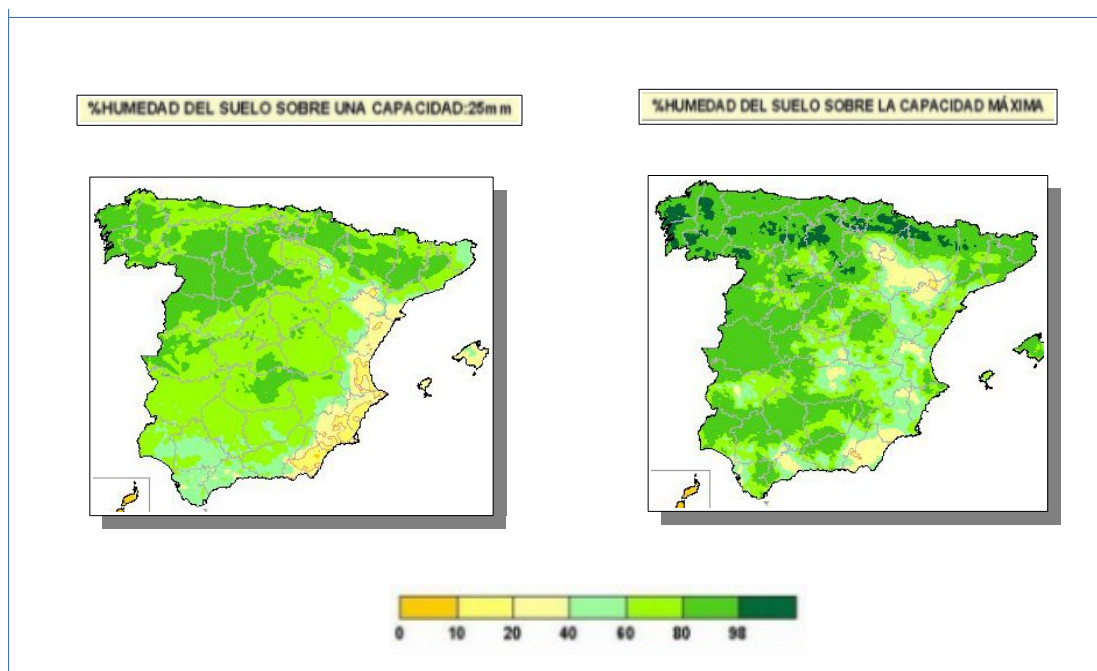 %HUMEDAD DEL SUELO SOBRE UNA CAPACIDAD:25mm
%HUMEDAD DEL SUELO SOBRE LA CAPACIDAD MÁXIMA
0 10 20 40 60 80 98